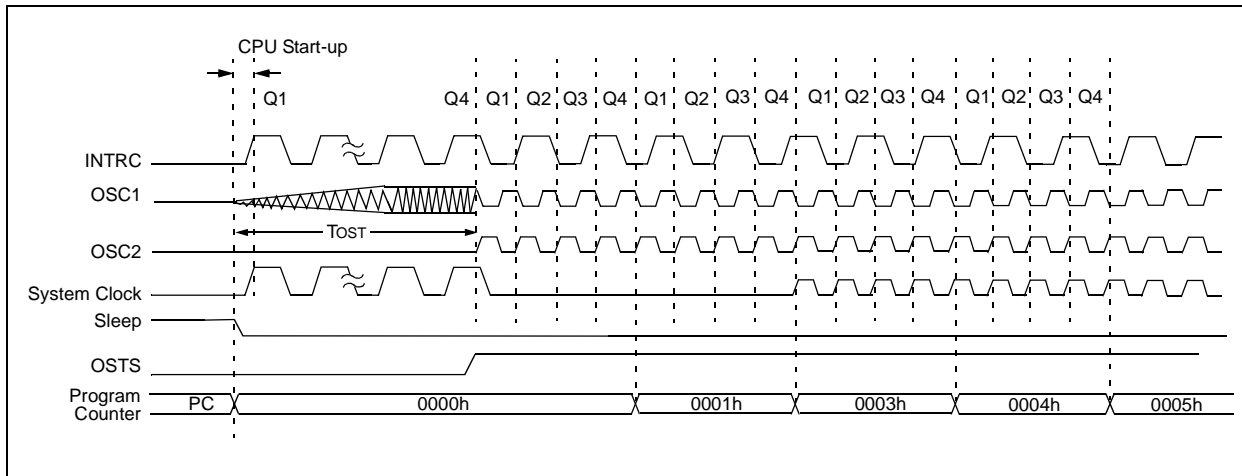 CPU Start-up
Q1 Q4 Q1 Q2 Q3 Q4 Q1 Q2 Q3 Q4 Q1 Q2 Q3 Q4 Q1 Q2 Q3 Q4
INTRC
OSC1
TOST
OSC2
System Clock
Sleep
OSTS
Program
Counter
PC 0000h 0001h 0003h 0004h 0005h